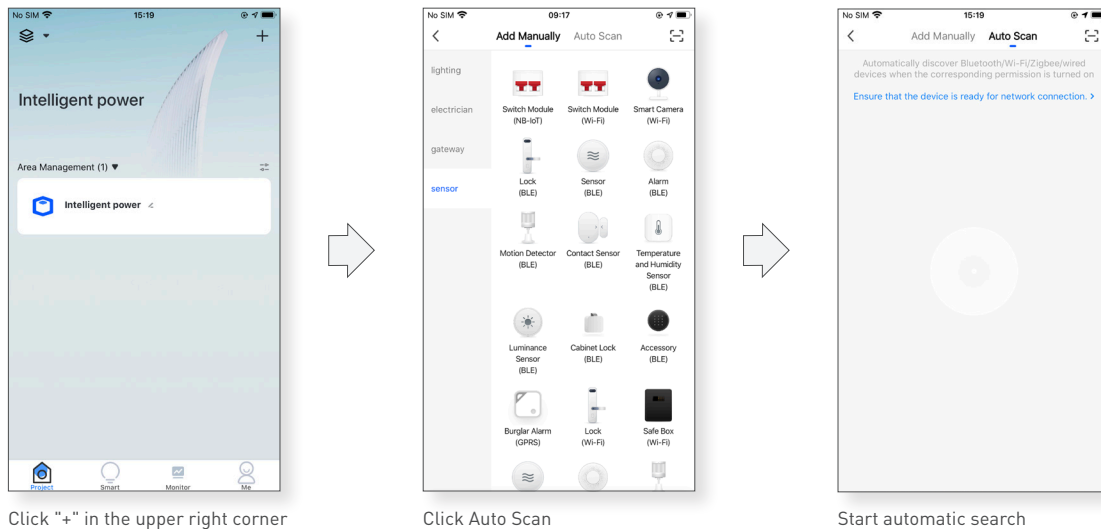 No SIM 15:19
Intelligent power
Area Management (1) ▼
Intelligent power
Project Smart Monitor Me
Click "+" in the upper right corner
No SIM 09:17
Add Manually Auto Scan
lighting
electrician
gateway
sensor
Switch Module
(NB-IoT)
Switch Module
(Wi-Fi)
Smart Camera
(Wi-Fi)
Lock
(BLE)
Sensor
(BLE)
Alarm
(BLE)
Motion Detector
(BLE)
Contact Sensor
(BLE)
Temperature
and Humidity
Sensor
(BLE)
Luminance
Sensor
(BLE)
Cabinet Lock
(BLE)
Accessory
(BLE)
Burglar Alarm
(GPRS)
Lock
(Wi-Fi)
Safe Box
(Wi-Fi)
Click Auto Scan
No SIM 15:19
Add Manually Auto Scan
Automatically discover Bluetooth/Wi-Fi/Zigbee/wired
devices when the corresponding permission is turned on
Ensure that the device is ready for network connection. >
Start automatic search